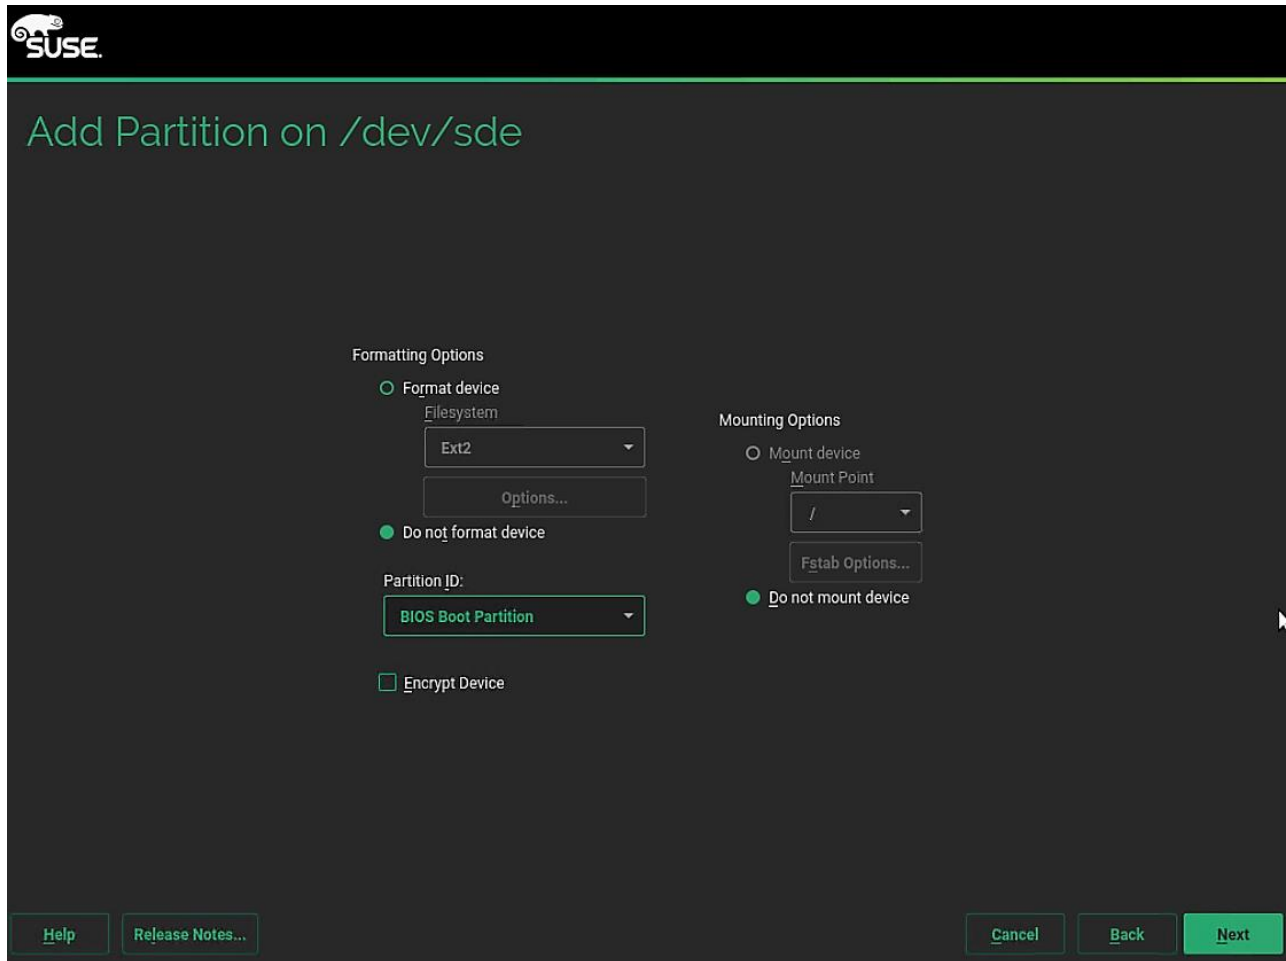 SUSE.
Add Partition on /dev/sde
Formatting Options
Format device
Filesystem
Ext2
Options...
Do not format device
Partition ID:
BIOS Boot Partition
Encrypt Device
Mounting Options
Mount device
Mount Point
/
Fstab Options...
Do not mount device
Help
Release Notes...
Cancel
Back
Next